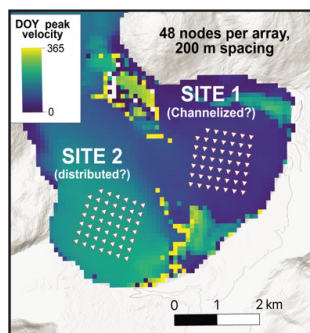 DOY peak
velocity
365
0
48 nodes per array,
200 m spacing
SITE 1
(Channelized?)
SITE 2
(distributed?)
0 1 2 km